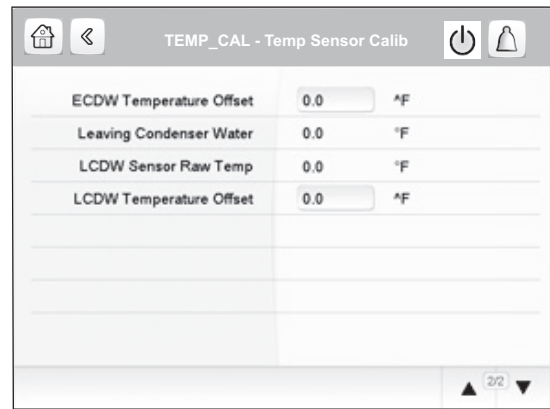 TEMP_CAL - Temp Sensor Calib
ECDW Temperature Offset 0.0 ^F
Leaving Condenser Water 0.0 °F
LCDW Sensor Raw Temp 0.0 °F
LCDW Temperature Offset 0.0 ^F
2/2